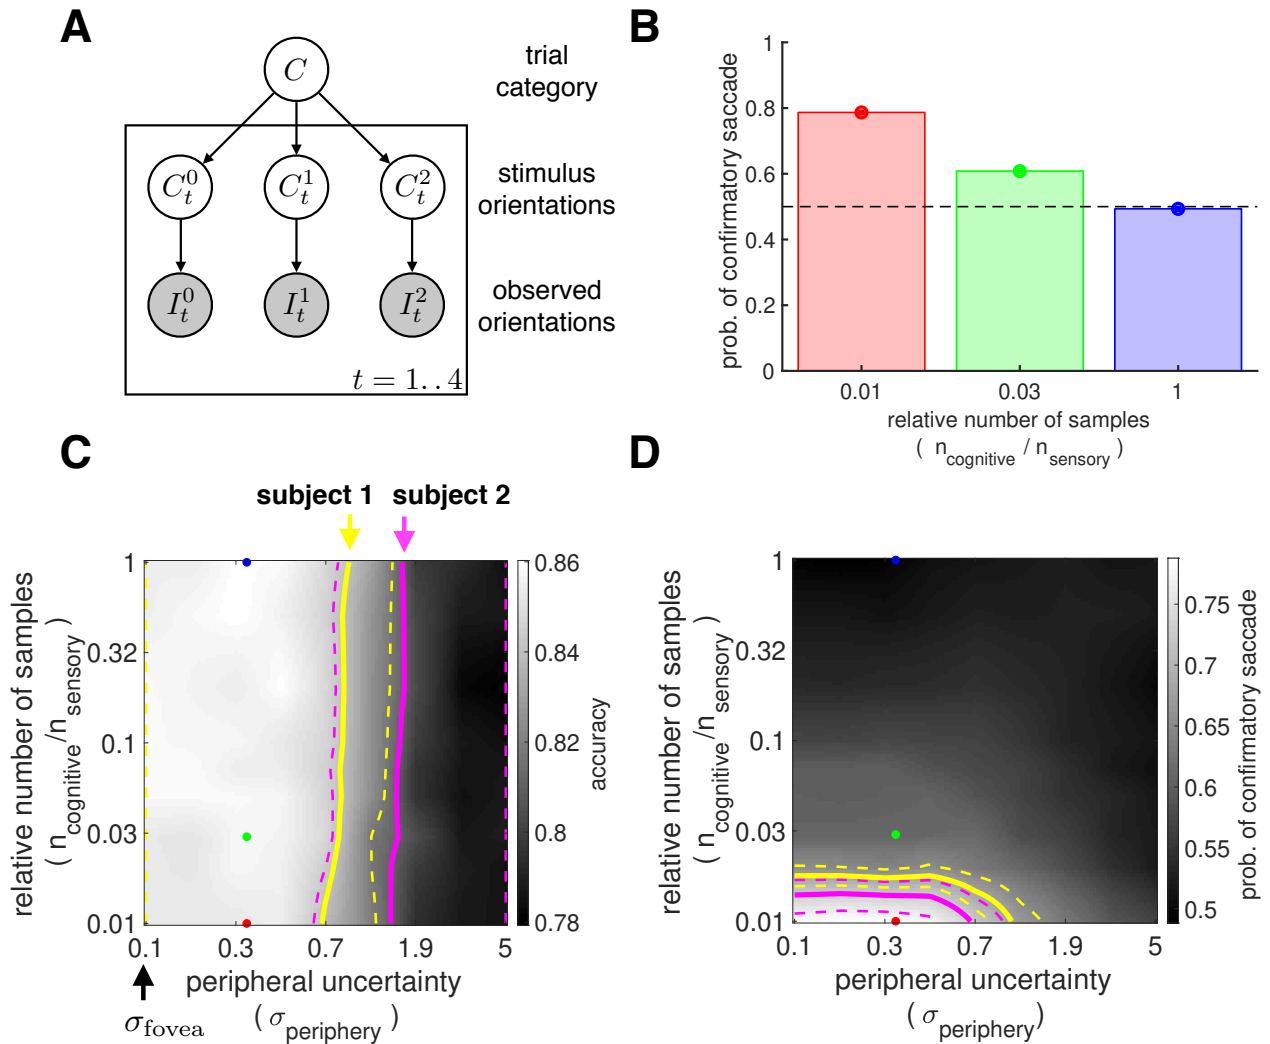 A
C
trial
category
C_t^0
C_t^1
C_t^2
stimulus
orientations
I_t^0
I_t^1
I_t^2
observed
orientations
t = 1..4
B
prob. of confirmatory saccade
1
0.8
0.6
0.4
0.2
0
0.01
0.03
1
relative number of samples
( n_cognitive / n_sensory )
C
subject 1
subject 2
relative number of samples
( n_cognitive / n_sensory )
1
0.32
0.1
0.03
0.01
0.1
0.3
0.7
1.9
5
peripheral uncertainty
( σ_periphery )
σ_fovea
0.86
0.84
0.82
0.8
0.78
accuracy
D
relative number of samples
( n_cognitive / n_sensory )
1
0.32
0.1
0.03
0.01
0.1
0.3
0.7
1.9
5
peripheral uncertainty
( σ_periphery )
0.75
0.7
0.65
0.6
0.55
0.5
prob. of confirmatory saccade